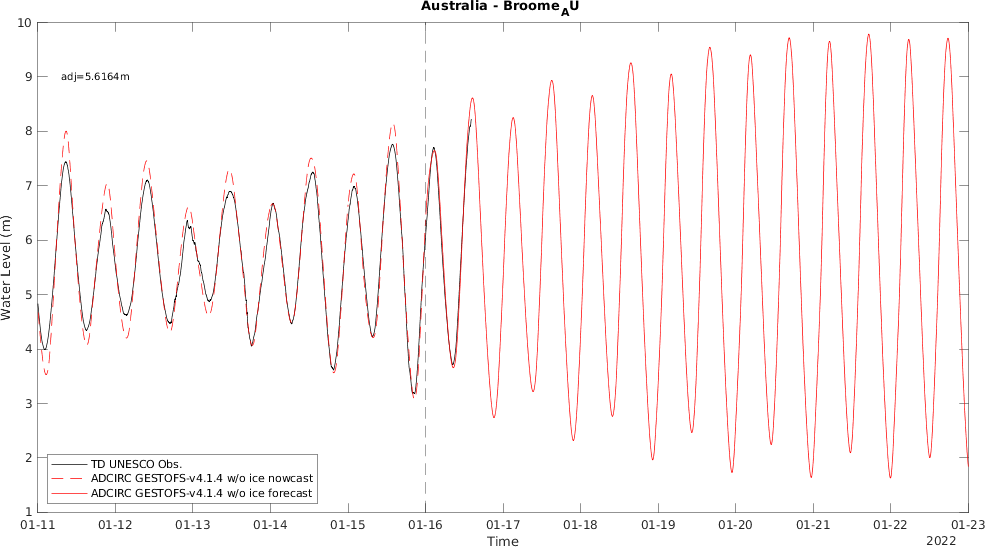 Australia - Broome_AU
10
9
8
7
6
5
4
3
2
1
Water Level (m)
adj=5.6164m
TD UNESCO Obs.
ADCIRC GESTOFS-v4.1.4 w/o ice nowcast
ADCIRC GESTOFS-v4.1.4 w/o ice forecast
01-11 01-12 01-13 01-14 01-15 01-16 01-17 01-18 01-19 01-20 01-21 01-22 01-23
Time
2022